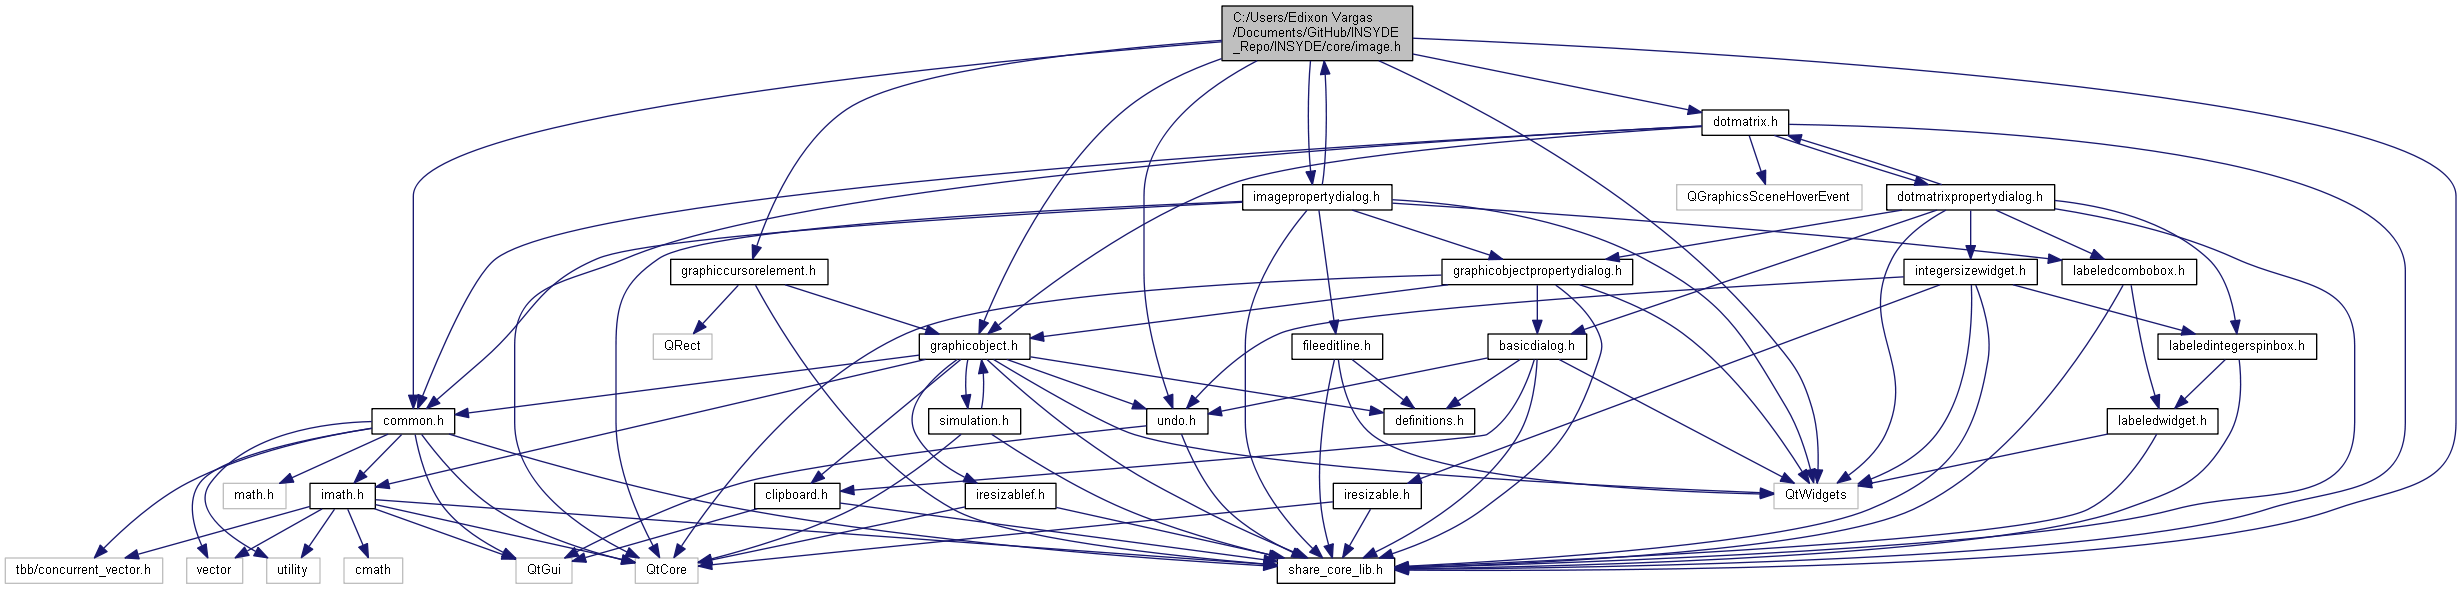 C:/Users/Edixon Vargas
/Documents/GitHub/INSYDE
_Repo/INSYDE/core/image.h
dotmatrix.h
imagepropertydialog.h
QGraphicsSceneHoverEvent
dotmatrixpropertydialog.h
graphiccursorelement.h
graphicobjectpropertydialog.h
integersizewidget.h
labeledcombobox.h
QRect
graphicobject.h
fileeditline.h
basicdialog.h
labeledintegerspinbox.h
common.h
simulation.h
undo.h
definitions.h
labeledwidget.h
math.h
imath.h
clipboard.h
iresizablef.h
iresizable.h
QtWidgets
tbb/concurrent_vector.h
vector
utility
cmath
QtGui
QtCore
share_core_lib.h